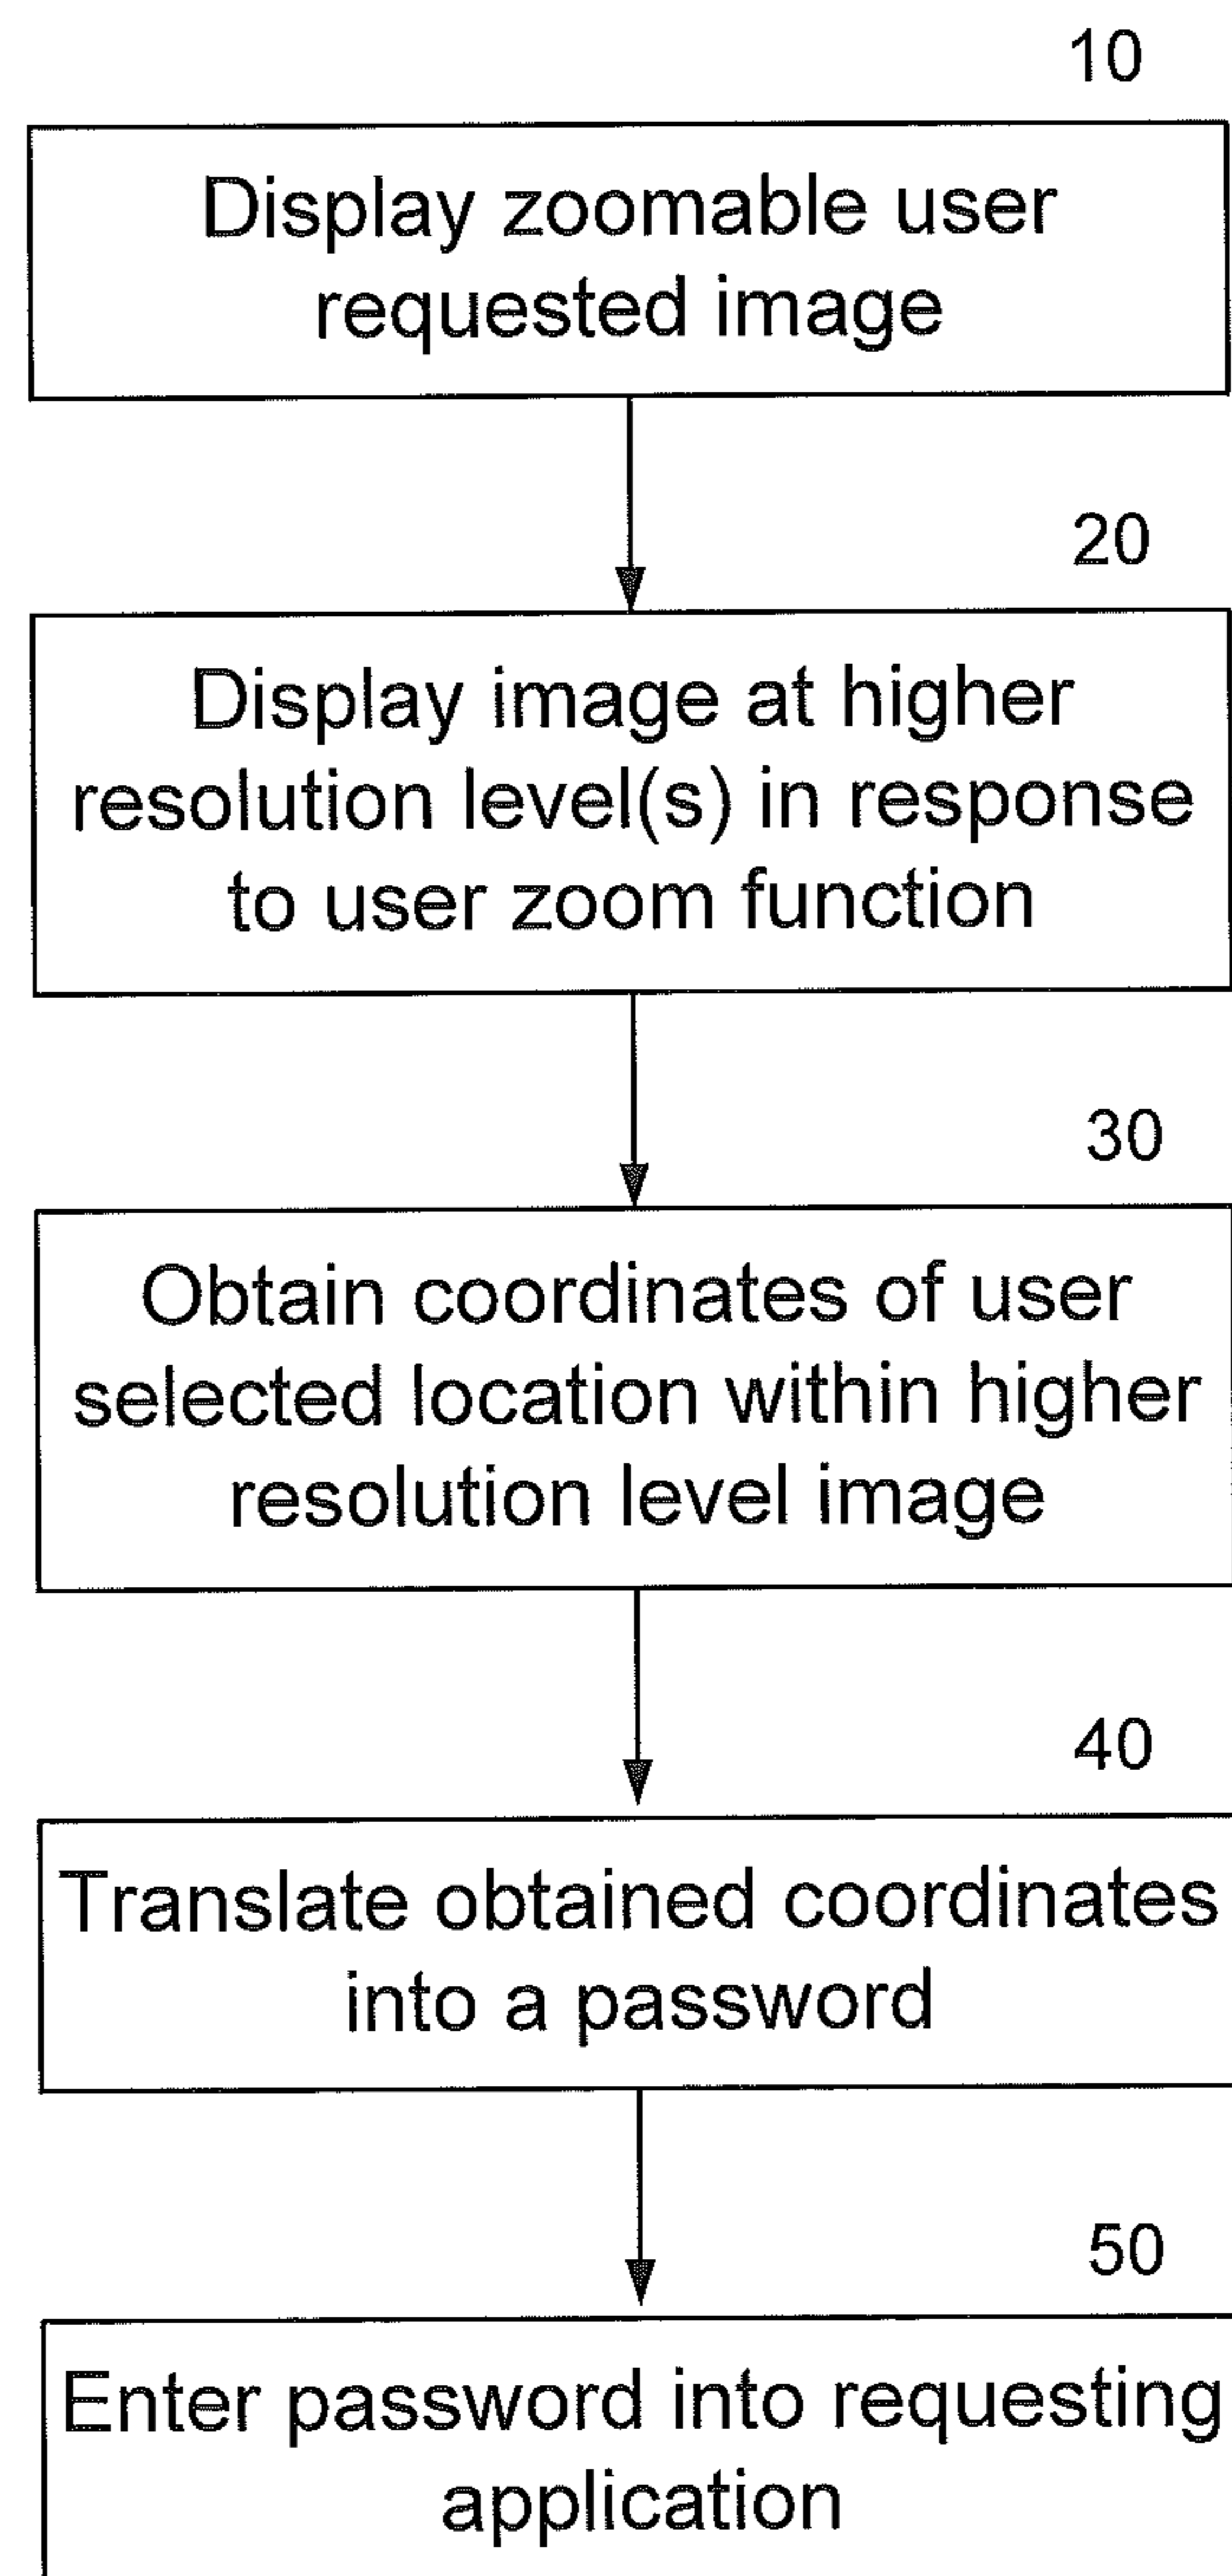 10
Display zoomable user
requested image
20
Display image at higher
resolution level(s) in response
to user zoom function
30
Obtain coordinates of user
selected location within higher
resolution level image
40
Translate obtained coordinates
into a password
50
Enter password into requesting
application